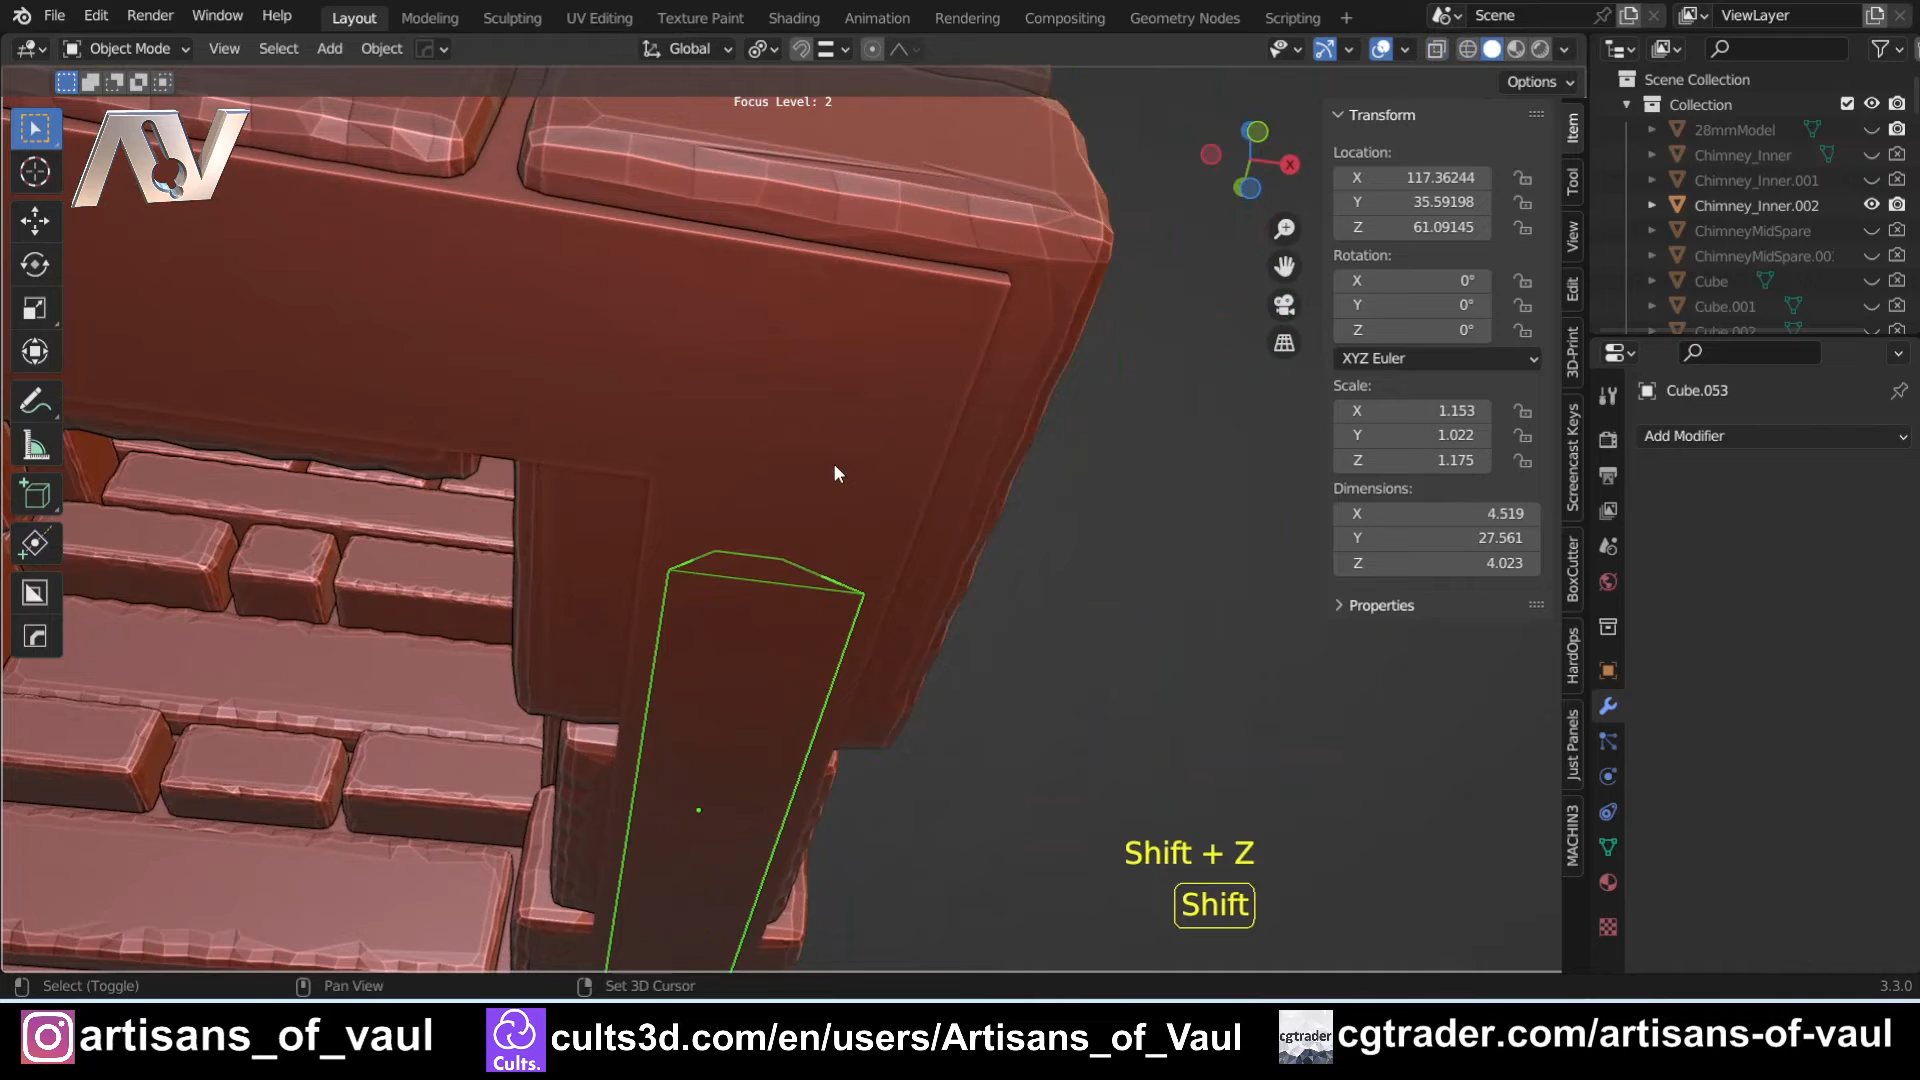 File Edit Render Window Help Layout Modeling Sculpting UV Editing Texture Paint Shading Animation Rendering Compositing Geometry Nodes Scripting + Scene ViewLayer
Object Mode View Select Add Object Global
Options
Focus Level: 2
AV
Transform
Location:
X 117.36244
Y 35.59198
Z 61.09145
Rotation:
X 0°
Y 0°
Z 0°
XYZ Euler
Scale:
X 1.153
Y 1.022
Z 1.175
Dimensions:
X 4.519
Y 27.561
Z 4.023
Properties
X
Item
Tool
View
Edit
3D-Print
Screencast Keys
BoxCutter
HardOps
Just Panels
MACHIN3
Scene Collection
Collection
28mmModel
Chimney_Inner
Chimney_Inner.001
Chimney_Inner.002
ChimneyMidSpare
ChimneyMidSpare.00
Cube
Cube.001
Cube.002
Cube.053
Add Modifier
Shift + Z
Shift
Select (Toggle) Pan View Set 3D Cursor 3.3.0
artisans_of_vaul Cults. cults3d.com/en/users/Artisans_of_Vaul cgtrader cgtrader.com/artisans-of-vaul